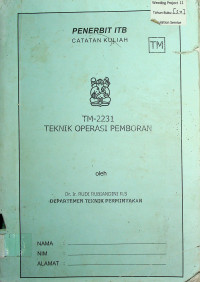 PENERBIT ITB
CATATAN KULIAH
TM
TM-2231
TEKNIK OPERASI PEMBORAN
oleh
Dr. Ir. RUDI RUBIANDINI R.S
DEPARTEMEN TEKNIK PERMINYAKAN
NAMA
NIM
ALAMAT